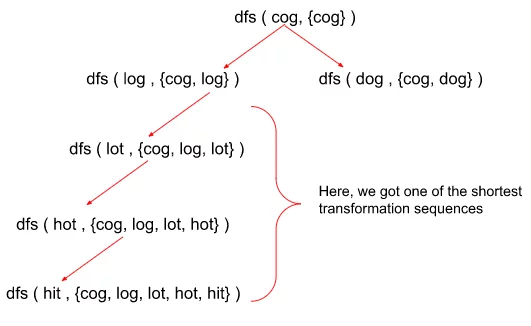 dfs ( cog, {cog} )
dfs ( log , {cog, log} )
dfs ( dog , {cog, dog} )
dfs ( lot , {cog, log, lot} )
Here, we got one of the shortest
transformation sequences
dfs ( hot , {cog, log, lot, hot} )
dfs ( hit , {cog, log, lot, hot, hit} )